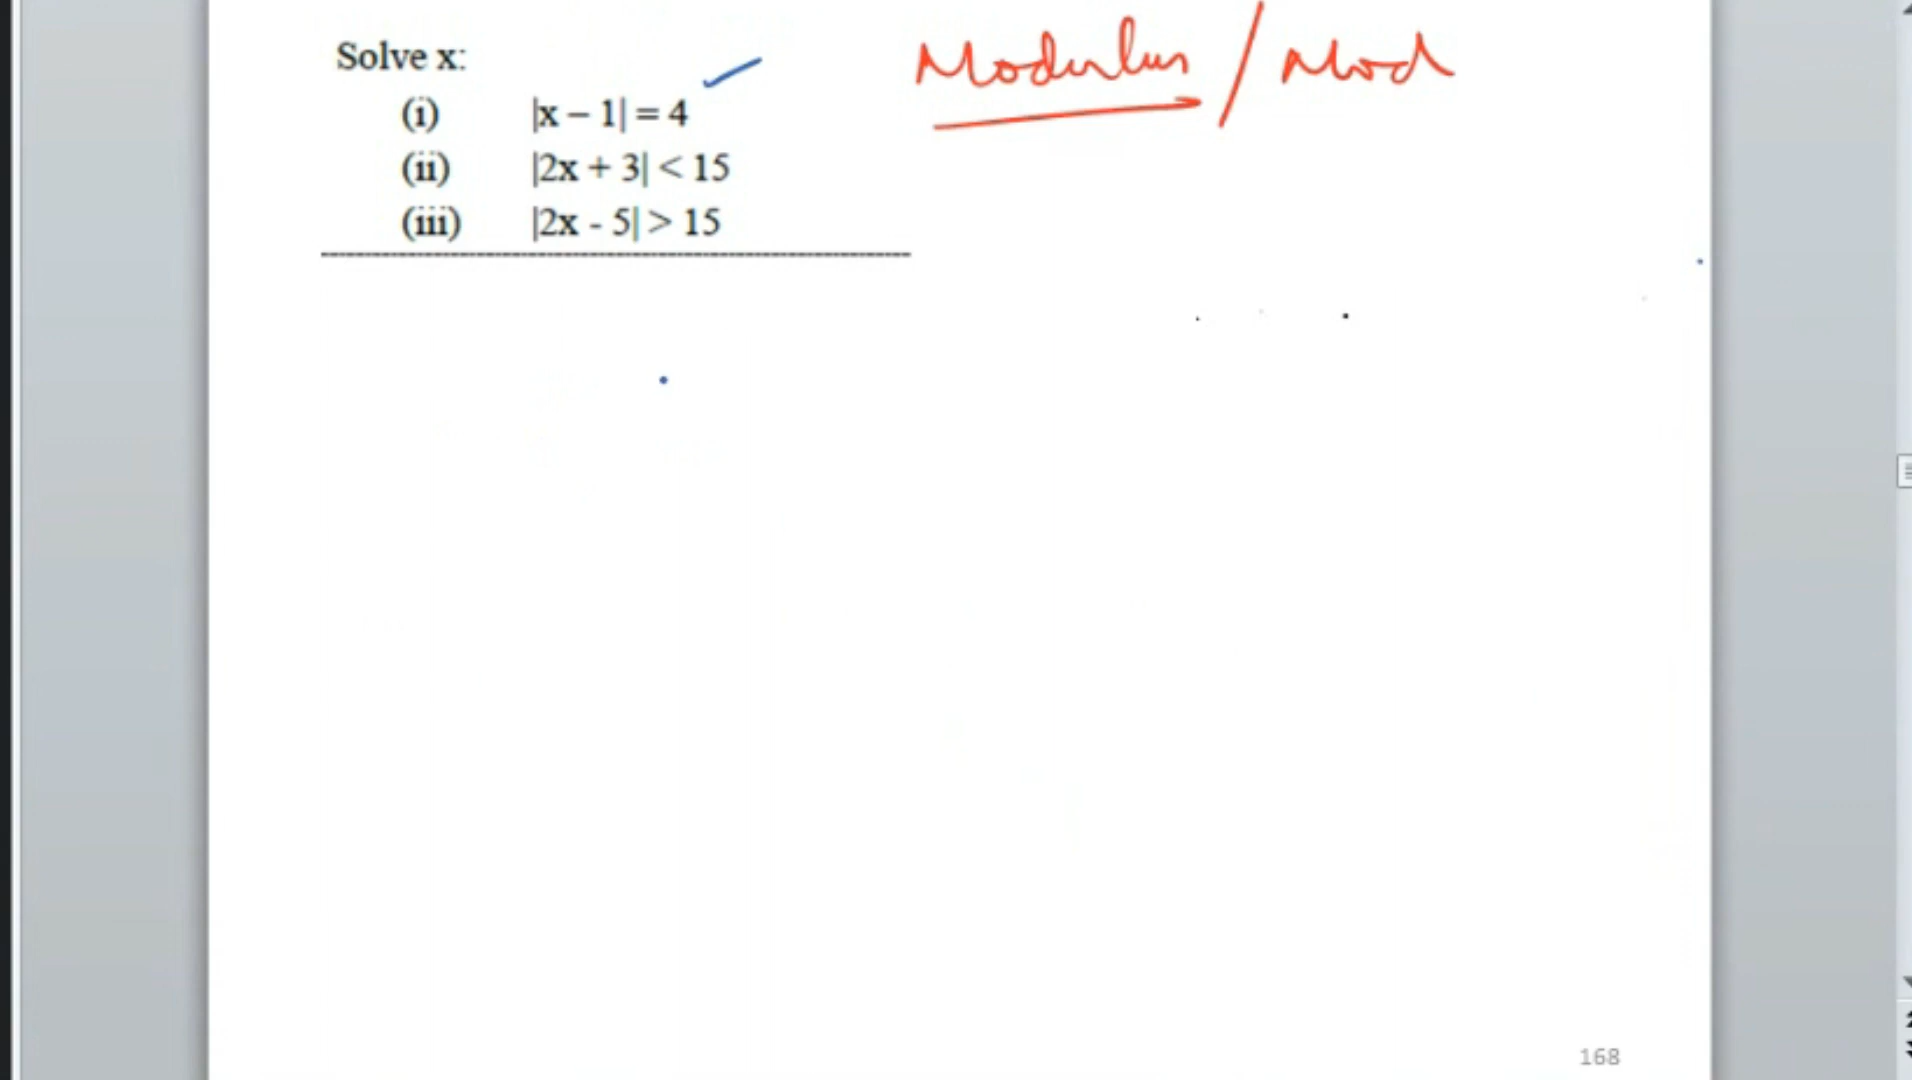 Solve x:
Modulus / Mod
(i) |x – 1| = 4
(ii) |2x + 3| < 15
(iii) |2x - 5| > 15
168